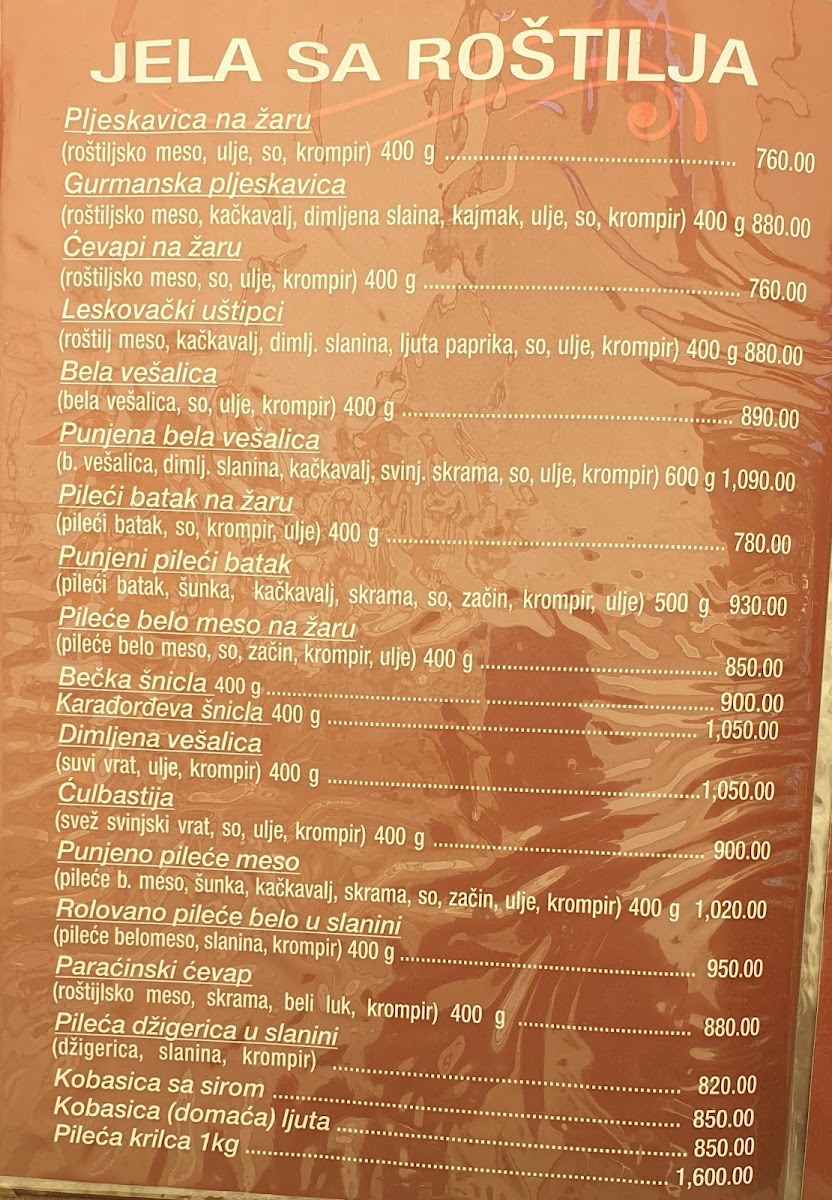 JELA SA ROŠTILJA
Pljeskavica na žaru
(roštiljsko meso, ulje, so, krompir) 400 g ........................................ 760.00
Gurmanska pljeskavica
(roštiljsko meso, kačkavalj, dimljena slaina, kajmak, ulje, so, krompir) 400 g 880.00
Ćevapi na žaru
(roštiljsko meso, so, ulje, krompir) 400 g ........................................ 760.00
Leskovački uštipci
(roštilj meso, kačkavalj, dimlj. slanina, ljuta paprika, so, ulje, krompir) 400 g 880.00
Bela vešalica
(bela vešalica, so, ulje, krompir) 400 g ........................................ 890.00
Punjena bela vešalica
(b. vešalica, dimlj. slanina, kačkavalj, svinj. skrama, so, ulje, krompir) 600 g 1,090.00
Pileći batak na žaru
(pileći batak, so, krompir, ulje) 400 g ........................................ 780.00
Punjeni pileći batak
(pileći batak, šunka, kačkavalj, skrama, so, začin, krompir, ulje) 500 g 930.00
Pileće belo meso na žaru
(pileće belo meso, so, začin, krompir, ulje) 400 g ................................ 850.00
Bečka šnicla 400 g ........................................ 900.00
Karađorđeva šnicla 400 g ........................................ 1,050.00
Dimljena vešalica
(suvi vrat, ulje, krompir) 400 g ........................................ 1,050.00
Ćulbastija
(svež svinjski vrat, so, ulje, krompir) 400 g ........................................ 900.00
Punjeno pileće meso
(pileće b. meso, šunka, kačkavalj, skrama, so, začin, ulje, krompir) 400 g 1,020.00
Rolovano pileće belo u slanini
(pileće belomeso, slanina, krompir) 400 g ........................................ 950.00
Paraćinski ćevap
(roštijlsko meso, skrama, beli luk, krompir) 400 g ........................ 880.00
Pileća džigerica u slanini
(džigerica, slanina, krompir) ........................................ 820.00
Kobasica sa sirom ........................................ 850.00
Kobasica (domaća) ljuta ........................................ 850.00
Pileća krilca 1kg ........................................ 1,600.00